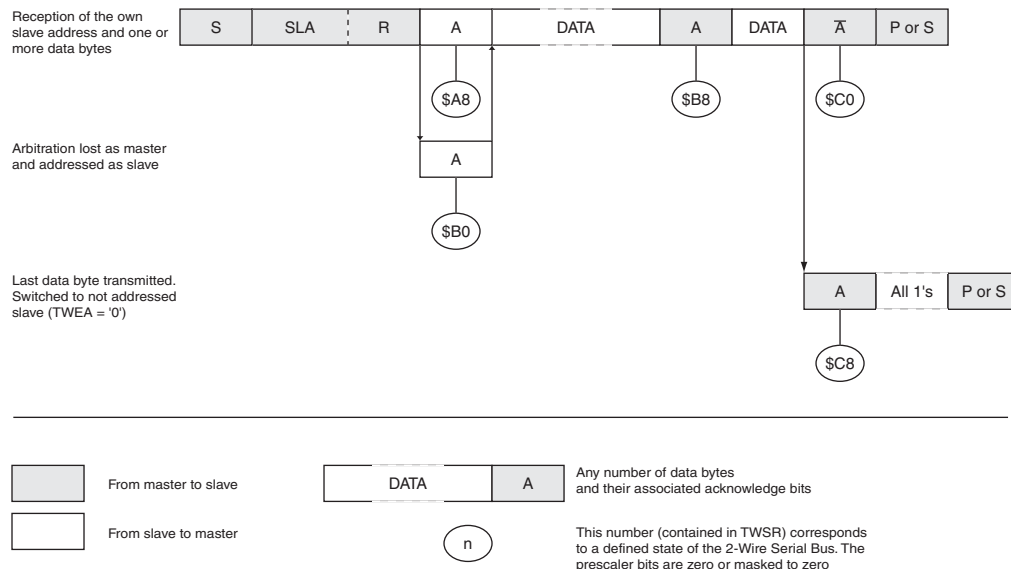 Reception of the own
slave address and one or
more data bytes
S SLA R A DATA A DATA A̅ P or S
$A8 $B8 $C0
Arbitration lost as master
and addressed as slave
A
$B0
Last data byte transmitted.
Switched to not addressed
slave (TWEA = '0')
A All 1's P or S
$C8
From master to slave
DATA A
Any number of data bytes
and their associated acknowledge bits
From slave to master
n
This number (contained in TWSR) corresponds
to a defined state of the 2-Wire Serial Bus. The
prescaler bits are zero or masked to zero